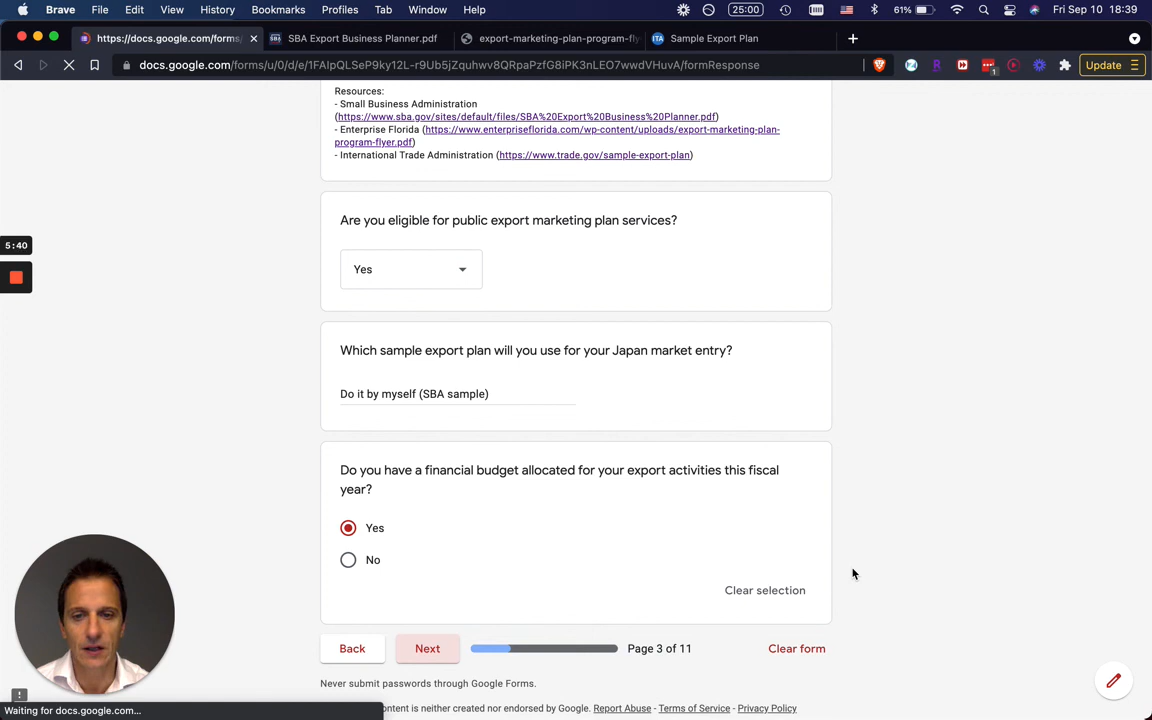 Brave File Edit View History Bookmarks Profiles Tab Window Help 25:00 61% Fri Sep 10 18:39
https://docs.google.com/forms/ SBA Export Business Planner.pdf export-marketing-plan-program-fly ITA Sample Export Plan
docs.google.com/forms/u/0/d/e/1FAIpQLSeP9ky12L-r9Ub5jZquhwv8QRpaPzfG8iPK3nLEO7wwdVHuvA/formResponse 1 Update
Resources:
- Small Business Administration
(https://www.sba.gov/sites/default/files/SBA%20Export%20Business%20Planner.pdf)
- Enterprise Florida (https://www.enterpriseflorida.com/wp-content/uploads/export-marketing-plan-
program-flyer.pdf)
- International Trade Administration (https://www.trade.gov/sample-export-plan)
Are you eligible for public export marketing plan services?
5:40
Yes
Which sample export plan will you use for your Japan market entry?
Do it by myself (SBA sample)
Do you have a financial budget allocated for your export activities this fiscal
year?
Yes
No
Clear selection
Back Next Page 3 of 11 Clear form
Never submit passwords through Google Forms.
Waiting for docs.google.com...
ontent is neither created nor endorsed by Google. Report Abuse - Terms of Service - Privacy Policy